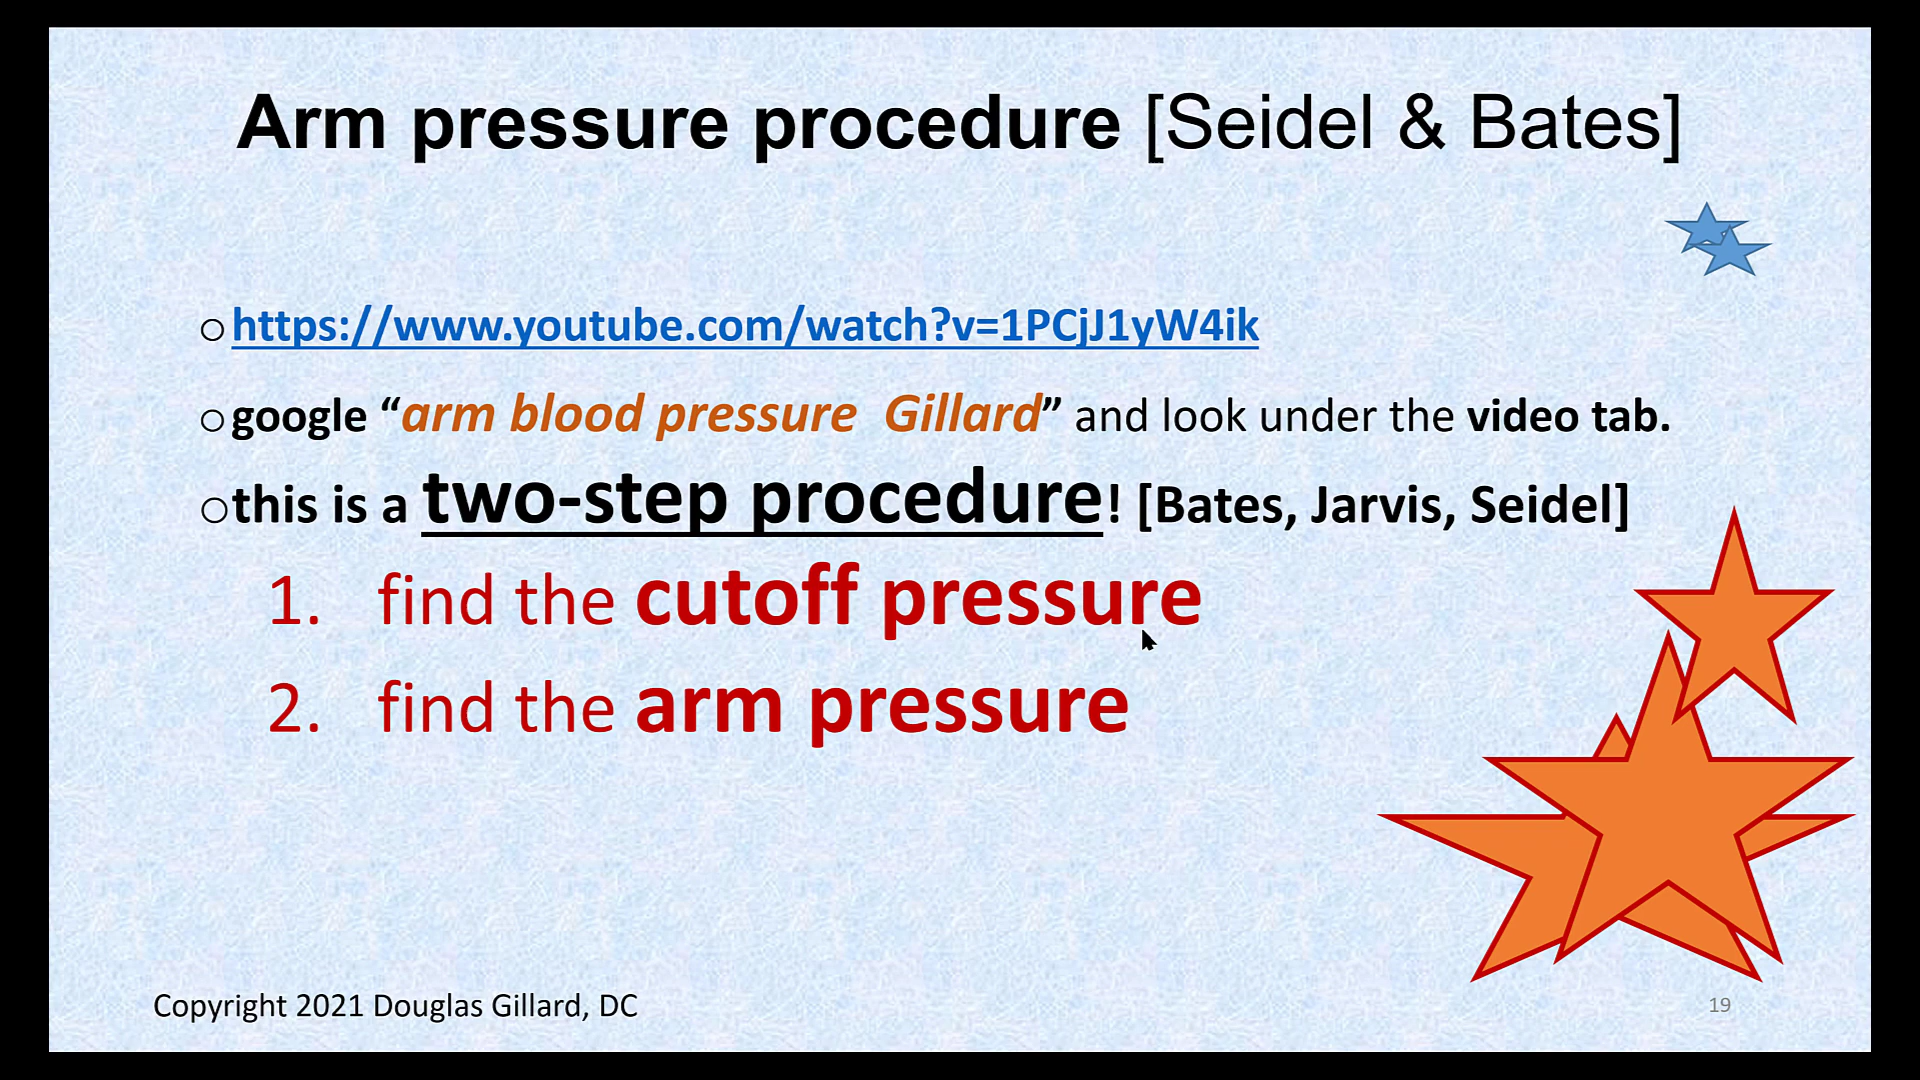 Arm pressure procedure [Seidel & Bates]
https://www.youtube.com/watch?v=1PCjJ1yW4ik
google “arm blood pressure  Gillard” and look under the video tab.
this is a two-step procedure! [Bates, Jarvis, Seidel]
1. find the cutoff pressure
2. find the arm pressure
Copyright 2021 Douglas Gillard, DC
19